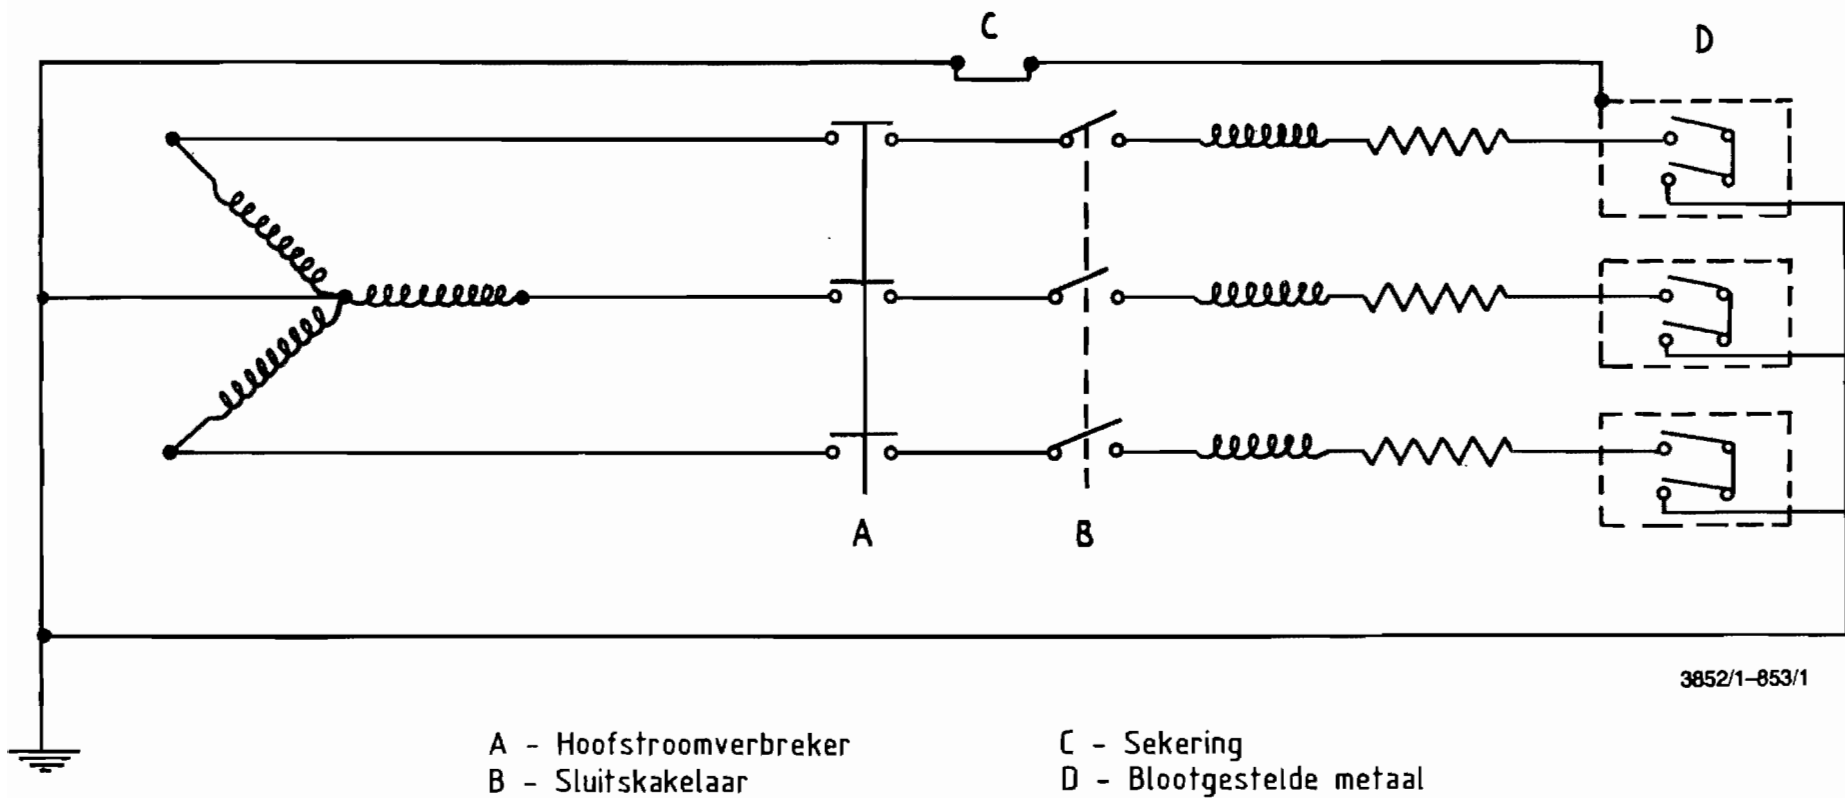 C
D
A
B
3852/1–853/1
A - Hoofstroomverbreker
C - Sekering
B - Sluitskakelaar
D - Blootgestelde metaal